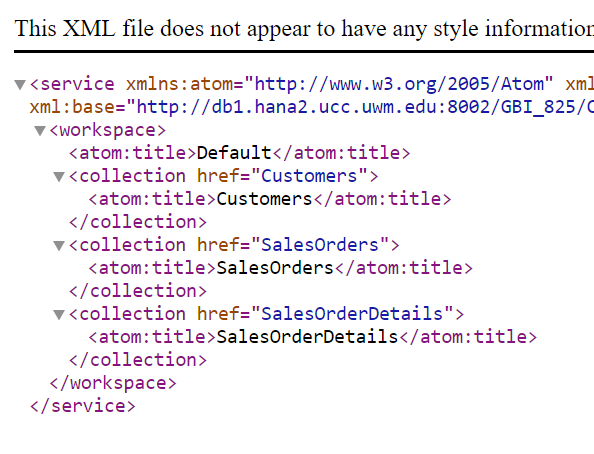 This XML file does not appear to have any style information
<service xmlns:atom="http://www.w3.org/2005/Atom" xml
xml:base="http://db1.hana2.ucc.uwm.edu:8002/GBI_825/C
<workspace>
<atom:title>Default</atom:title>
<collection href="Customers">
<atom:title>Customers</atom:title>
</collection>
<collection href="SalesOrders">
<atom:title>SalesOrders</atom:title>
</collection>
<collection href="SalesOrderDetails">
<atom:title>SalesOrderDetails</atom:title>
</collection>
</workspace>
</service>